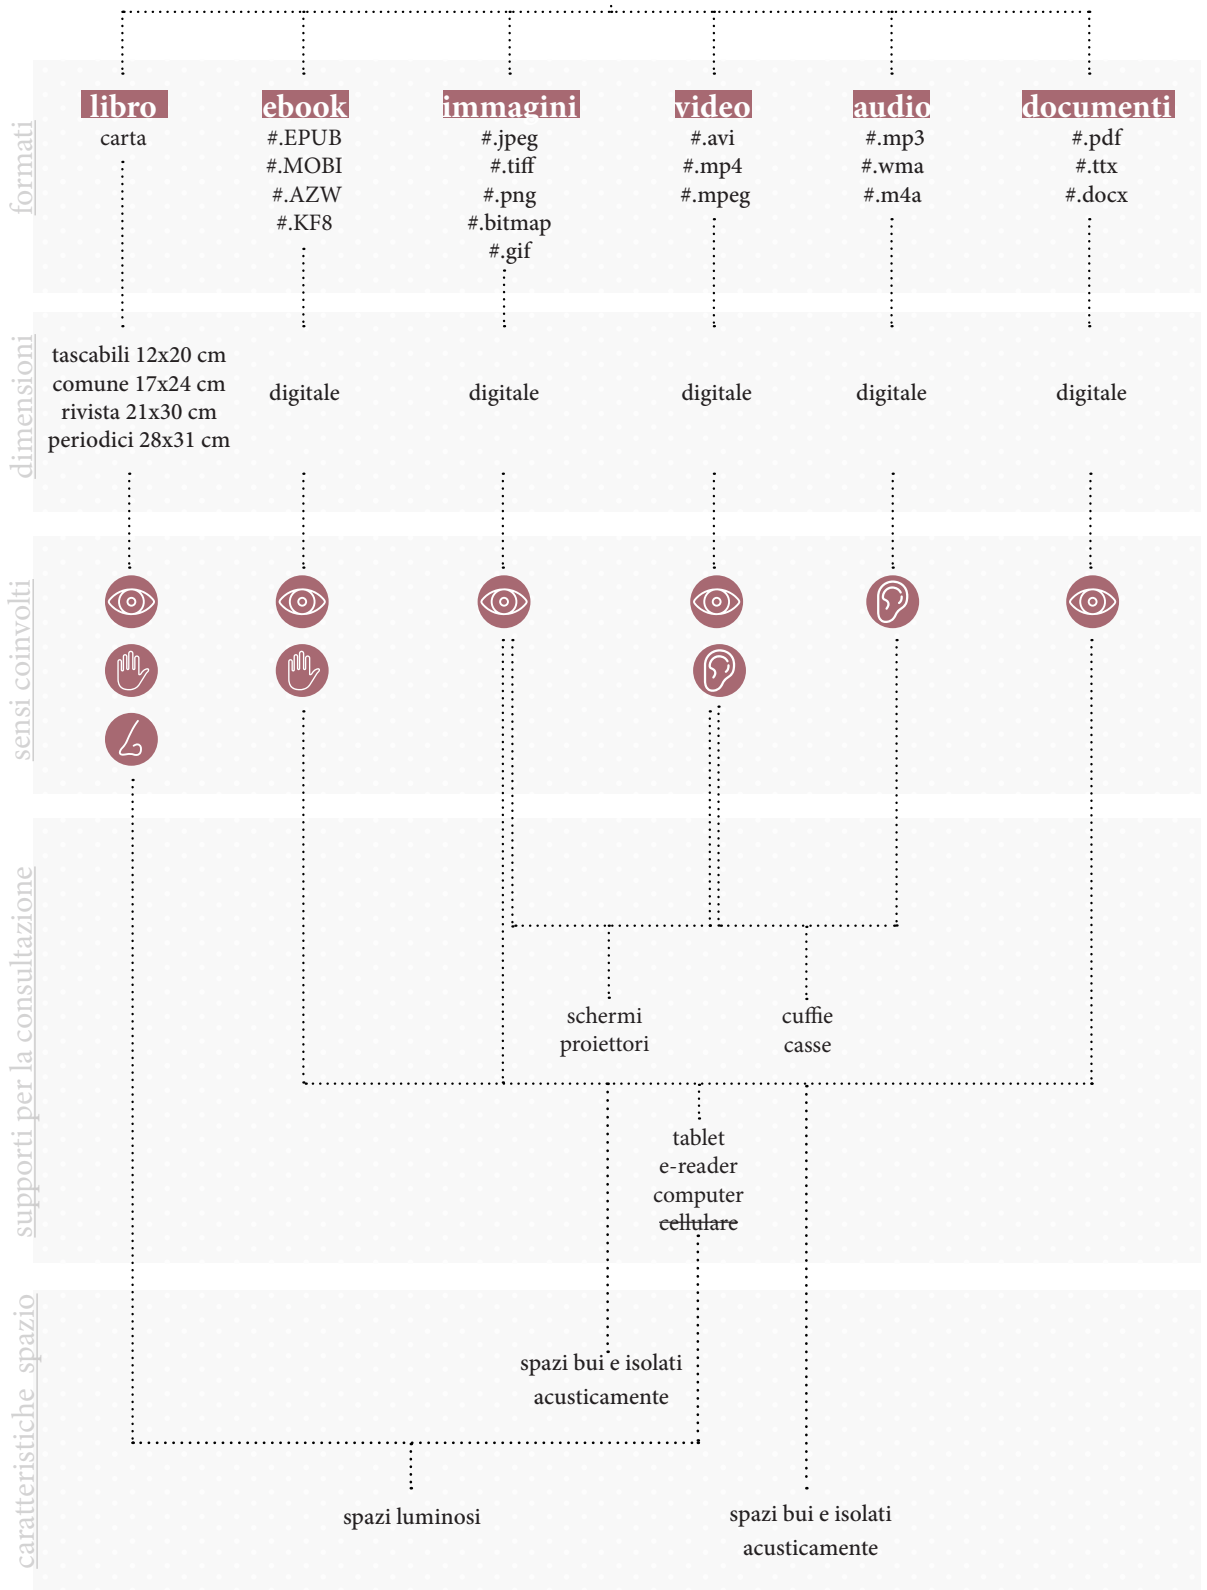 formati
libro
carta
ebook
#.EPUB
#.MOBI
#.AZW
#.KF8
immagini
#.jpeg
#.tiff
#.png
#.bitmap
#.gif
video
#.avi
#.mp4
#.mpeg
audio
#.mp3
#.wma
#.m4a
documenti
#.pdf
#.ttx
#.docx
dimensioni
tascabili 12x20 cm
comune 17x24 cm
rivista 21x30 cm
periodici 28x31 cm
digitale
digitale
digitale
digitale
digitale
sensi coinvolti
supporti per la consultazione
schermi
proiettori
cuffie
casse
tablet
e-reader
computer
cellulare
caratteristiche spazio
spazi bui e isolati
acusticamente
spazi luminosi
spazi bui e isolati
acusticamente